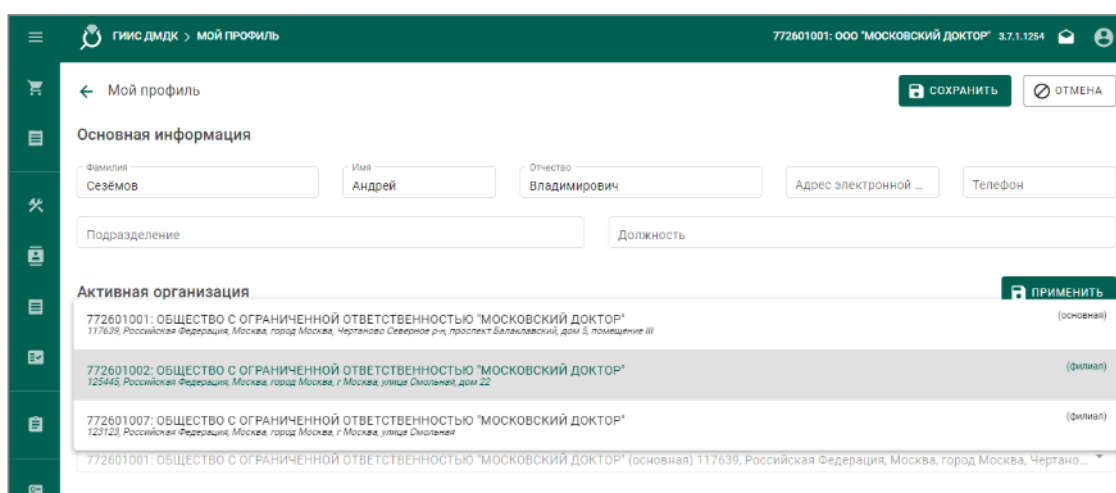 ГИИС ДМДК > МОЙ ПРОФИЛЬ
772601001: ООО "МОСКОВСКИЙ ДОКТОР" 3.7.1.1254
Мой профиль
СОХРАНИТЬ
ОТМЕНА
Основная информация
Фамилия
Сезёмов
Имя
Андрей
Отчество
Владимирович
Адрес электронной ...
Телефон
Подразделение
Должность
Активная организация
ПРИМЕНИТЬ
772601001: ОБЩЕСТВО С ОГРАНИЧЕННОЙ ОТВЕТСТВЕННОСТЬЮ "МОСКОВСКИЙ ДОКТОР" (основная)
117639, Российская Федерация, Москва, город Москва, Чертаново Северное р-н, проспект Балаклавский, дом 5, помещение III
772601002: ОБЩЕСТВО С ОГРАНИЧЕННОЙ ОТВЕТСТВЕННОСТЬЮ "МОСКОВСКИЙ ДОКТОР" (филиал)
125445, Российская Федерация, Москва, город Москва, г Москва, улица Смольная, дом 22
772601007: ОБЩЕСТВО С ОГРАНИЧЕННОЙ ОТВЕТСТВЕННОСТЬЮ "МОСКОВСКИЙ ДОКТОР" (филиал)
123123, Российская Федерация, Москва, город Москва, г Москва, улица Смольная
772601001: ОБЩЕСТВО С ОГРАНИЧЕННОЙ ОТВЕТСТВЕННОСТЬЮ "МОСКОВСКИЙ ДОКТОР" (основная) 117639, Российская Федерация, Москва, город Москва, Чертано...